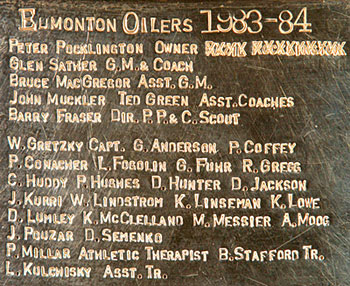 EDMONTON OILERS 1983-84
PETER POCKLINGTON OWNER
GLEN SATHER G.M. & COACH
BRUCE MACGREGOR ASST. G.M.
JOHN MUCKLER TED GREEN ASST. COACHES
BARRY FRASER DIR. P.P. & C. SCOUT
W. GRETZKY CAPT. G. ANDERSON P. COFFEY
P. CONACHER L. FOGOLIN G. FUHR R. GREGG
C. HUDDY P. HUGHES D. HUNTER D. JACKSON
J. KURRI W. LINDSTROM K. LINSEMAN K. LOWE
D. LUMLEY K. MCCLELLAND M. MESSIER A. MOOG
J. POUZAR D. SEMENKO
P. MILLAR ATHLETIC THERAPIST B. STAFFORD TR.
L. KULCHISKY ASST. TR.